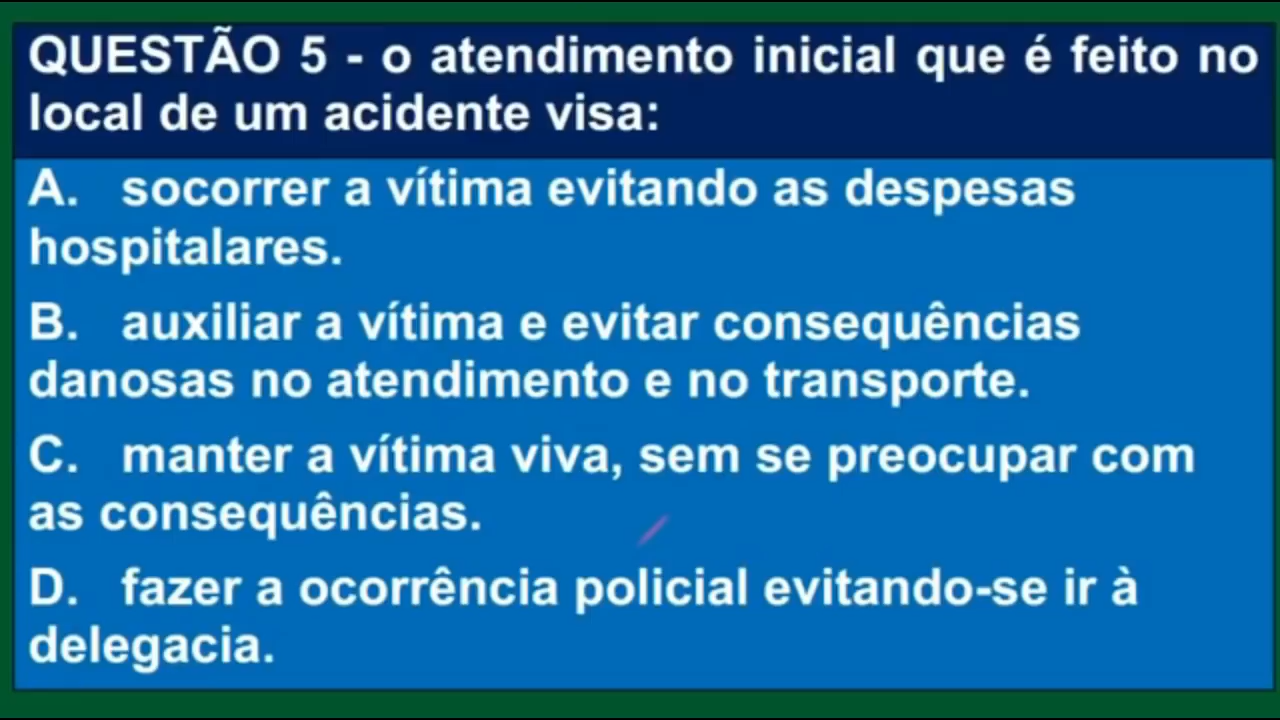 QUESTÃO 5 - o atendimento inicial que é feito no
local de um acidente visa:
A. socorrer a vítima evitando as despesas
hospitalares.
B. auxiliar a vítima e evitar consequências
danosas no atendimento e no transporte.
C. manter a vítima viva, sem se preocupar com
as consequências.
D. fazer a ocorrência policial evitando-se ir à
delegacia.